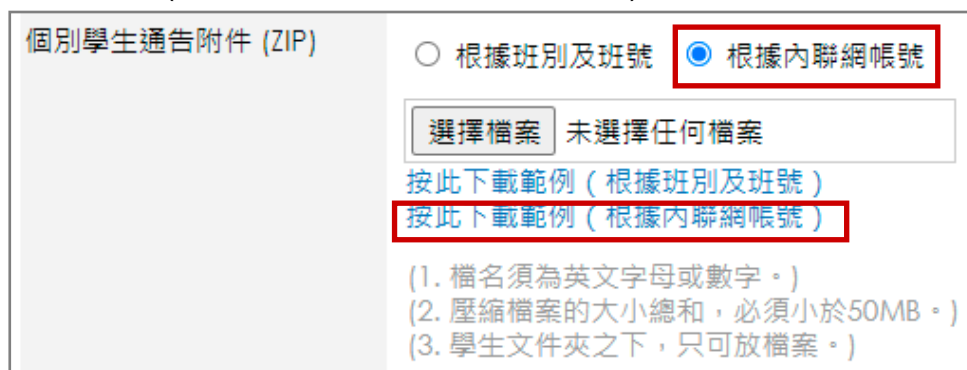 個別學生通告附件 (ZIP)
根據班別及班號 根據內聯網帳號
選擇檔案 未選擇任何檔案
按此下載範例 ( 根據班別及班號 )
按此下載範例 ( 根據內聯網帳號 )
(1. 檔名須為英文字母或數字。)
(2. 壓縮檔案的大小總和，必須小於50MB。)
(3. 學生文件夾之下，只可放檔案。)